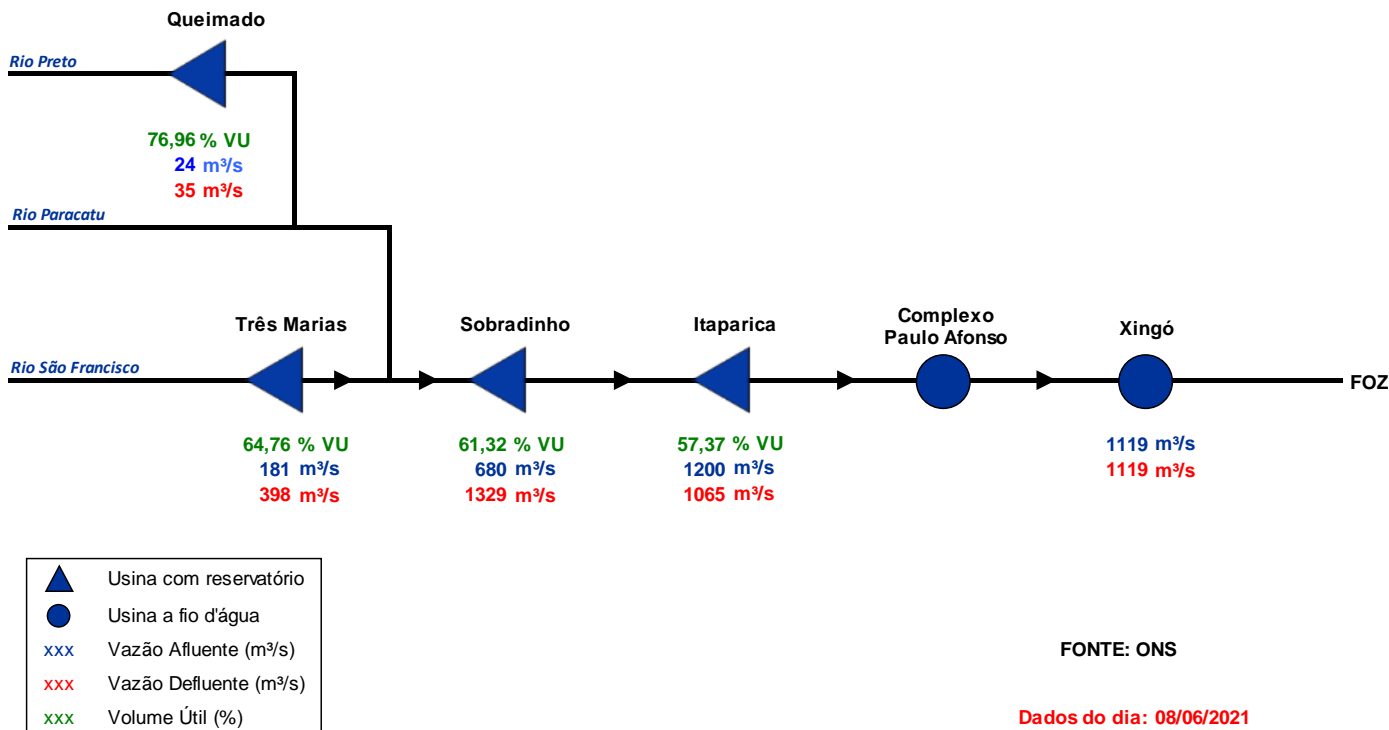 Queimado
Rio Preto
76,96 % VU
24 m³/s
35 m³/s
Rio Paracatu
Três Marias
Sobradinho
Itaparica
Complexo
Paulo Afonso
Xingó
Rio São Francisco
FOZ
64,76 % VU
181 m³/s
398 m³/s
61,32 % VU
680 m³/s
1329 m³/s
57,37 % VU
1200 m³/s
1065 m³/s
1119 m³/s
1119 m³/s
Usina com reservatório
Usina a fio d'água
xxx Vazão Afluente (m³/s)
xxx Vazão Defluente (m³/s)
xxx Volume Útil (%)
FONTE: ONS
Dados do dia: 08/06/2021